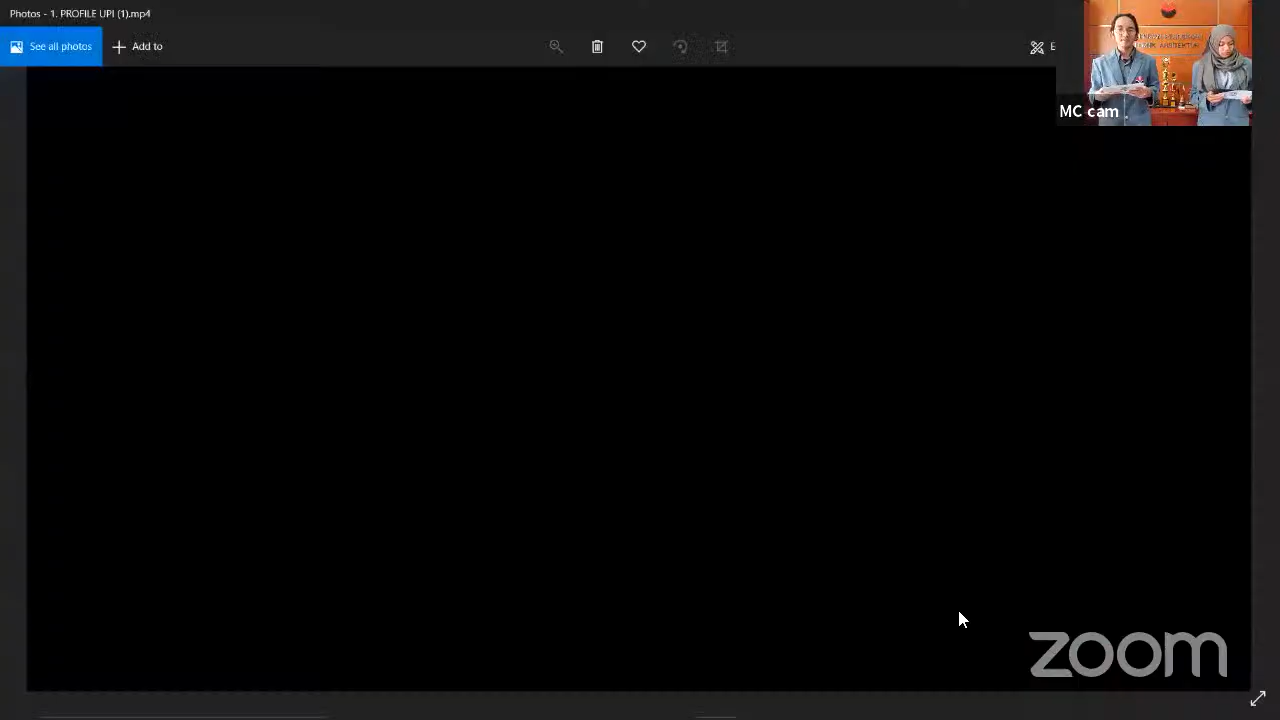 Photos - 1. PROFILE UPI (1).mp4
See all photos
Add to
E
MC cam
zoom